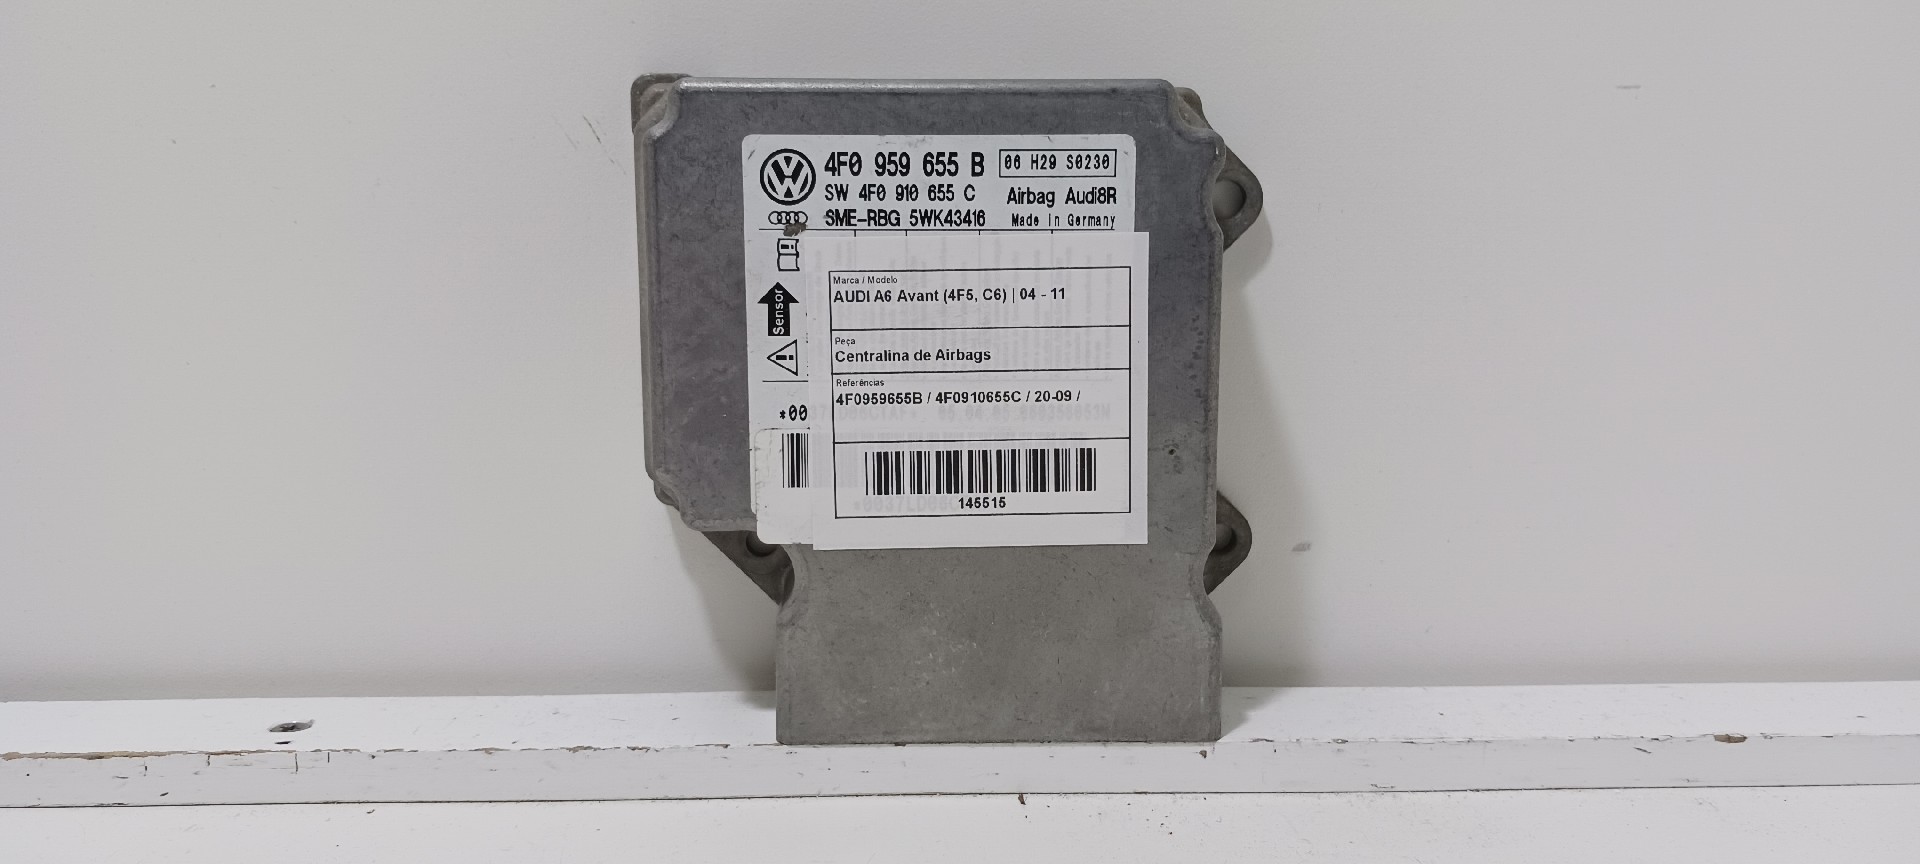 4F0 959 655 B 06 H29 S0230
SW 4F0 910 655 C Airbag Audi8R
SME-RBG 5WK43416 Made In Germany
Sensor
Marca / Modelo
AUDI A6 Avant (4F5, C6) | 04 - 11
Peça
Centralina de Airbags
Referências
4F0959655B / 4F0910655C / 20-09 /
*00
145515